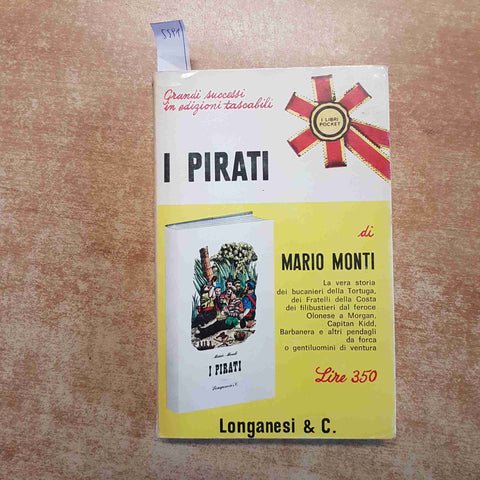 5541
Grandi successi
in edizioni tascabili
I LIBRI
POCKET
I PIRATI
di
MARIO MONTI
La vera storia
dei bucanieri della Tortuga,
dei Fratelli della Costa
dei filibustieri dal feroce
Olonese a Morgan,
Capitan Kidd,
Barbanera e altri pendagli
da forca
o gentiluomini di ventura
Mario Monti
I PIRATI
Longanesi & C.
Lire 350
Longanesi & C.